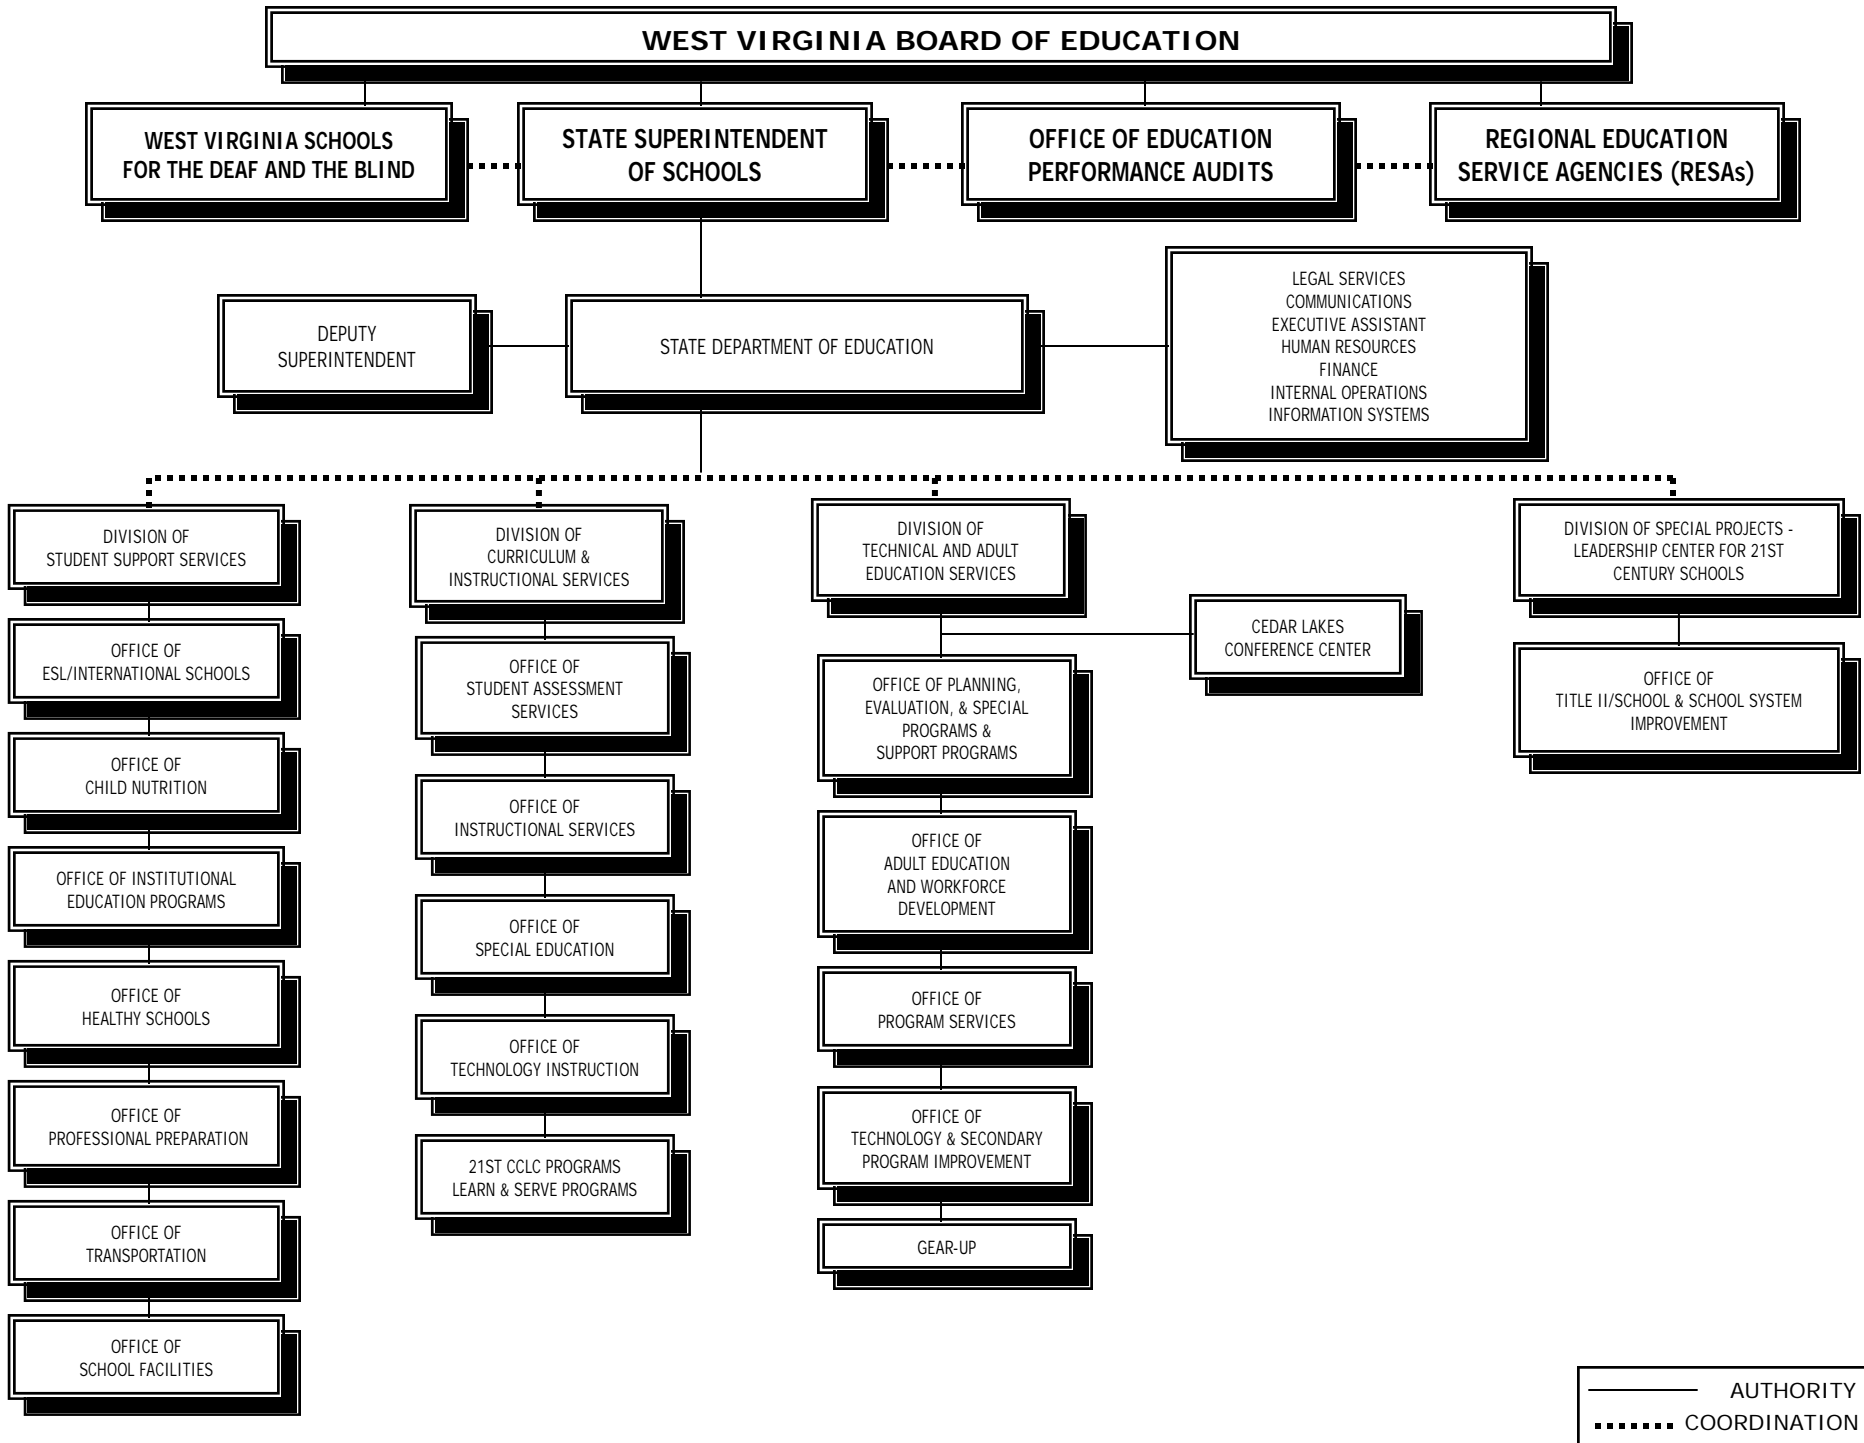 WEST VIRGINIA BOARD OF EDUCATION
WEST VIRGINIA SCHOOLS
FOR THE DEAF AND THE BLIND
STATE SUPERINTENDENT
OF SCHOOLS
OFFICE OF EDUCATION
PERFORMANCE AUDITS
REGIONAL EDUCATION
SERVICE AGENCIES (RESAs)
DEPUTY
SUPERINTENDENT
STATE DEPARTMENT OF EDUCATION
LEGAL SERVICES
COMMUNICATIONS
EXECUTIVE ASSISTANT
HUMAN RESOURCES
FINANCE
INTERNAL OPERATIONS
INFORMATION SYSTEMS
DIVISION OF
STUDENT SUPPORT SERVICES
OFFICE OF
ESL/INTERNATIONAL SCHOOLS
OFFICE OF
CHILD NUTRITION
OFFICE OF INSTITUTIONAL
EDUCATION PROGRAMS
OFFICE OF
HEALTHY SCHOOLS
OFFICE OF
PROFESSIONAL PREPARATION
OFFICE OF
TRANSPORTATION
OFFICE OF
SCHOOL FACILITIES
DIVISION OF
CURRICULUM &
INSTRUCTIONAL SERVICES
OFFICE OF
STUDENT ASSESSMENT
SERVICES
OFFICE OF
INSTRUCTIONAL SERVICES
OFFICE OF
SPECIAL EDUCATION
OFFICE OF
TECHNOLOGY INSTRUCTION
21ST CCLC PROGRAMS
LEARN & SERVE PROGRAMS
DIVISION OF
TECHNICAL AND ADULT
EDUCATION SERVICES
CEDAR LAKES
CONFERENCE CENTER
OFFICE OF PLANNING,
EVALUATION, & SPECIAL
PROGRAMS &
SUPPORT PROGRAMS
OFFICE OF
ADULT EDUCATION
AND WORKFORCE
DEVELOPMENT
OFFICE OF
PROGRAM SERVICES
OFFICE OF
TECHNOLOGY & SECONDARY
PROGRAM IMPROVEMENT
GEAR-UP
DIVISION OF SPECIAL PROJECTS -
LEADERSHIP CENTER FOR 21ST
CENTURY SCHOOLS
OFFICE OF
TITLE II/SCHOOL & SCHOOL SYSTEM
IMPROVEMENT
AUTHORITY
COORDINATION